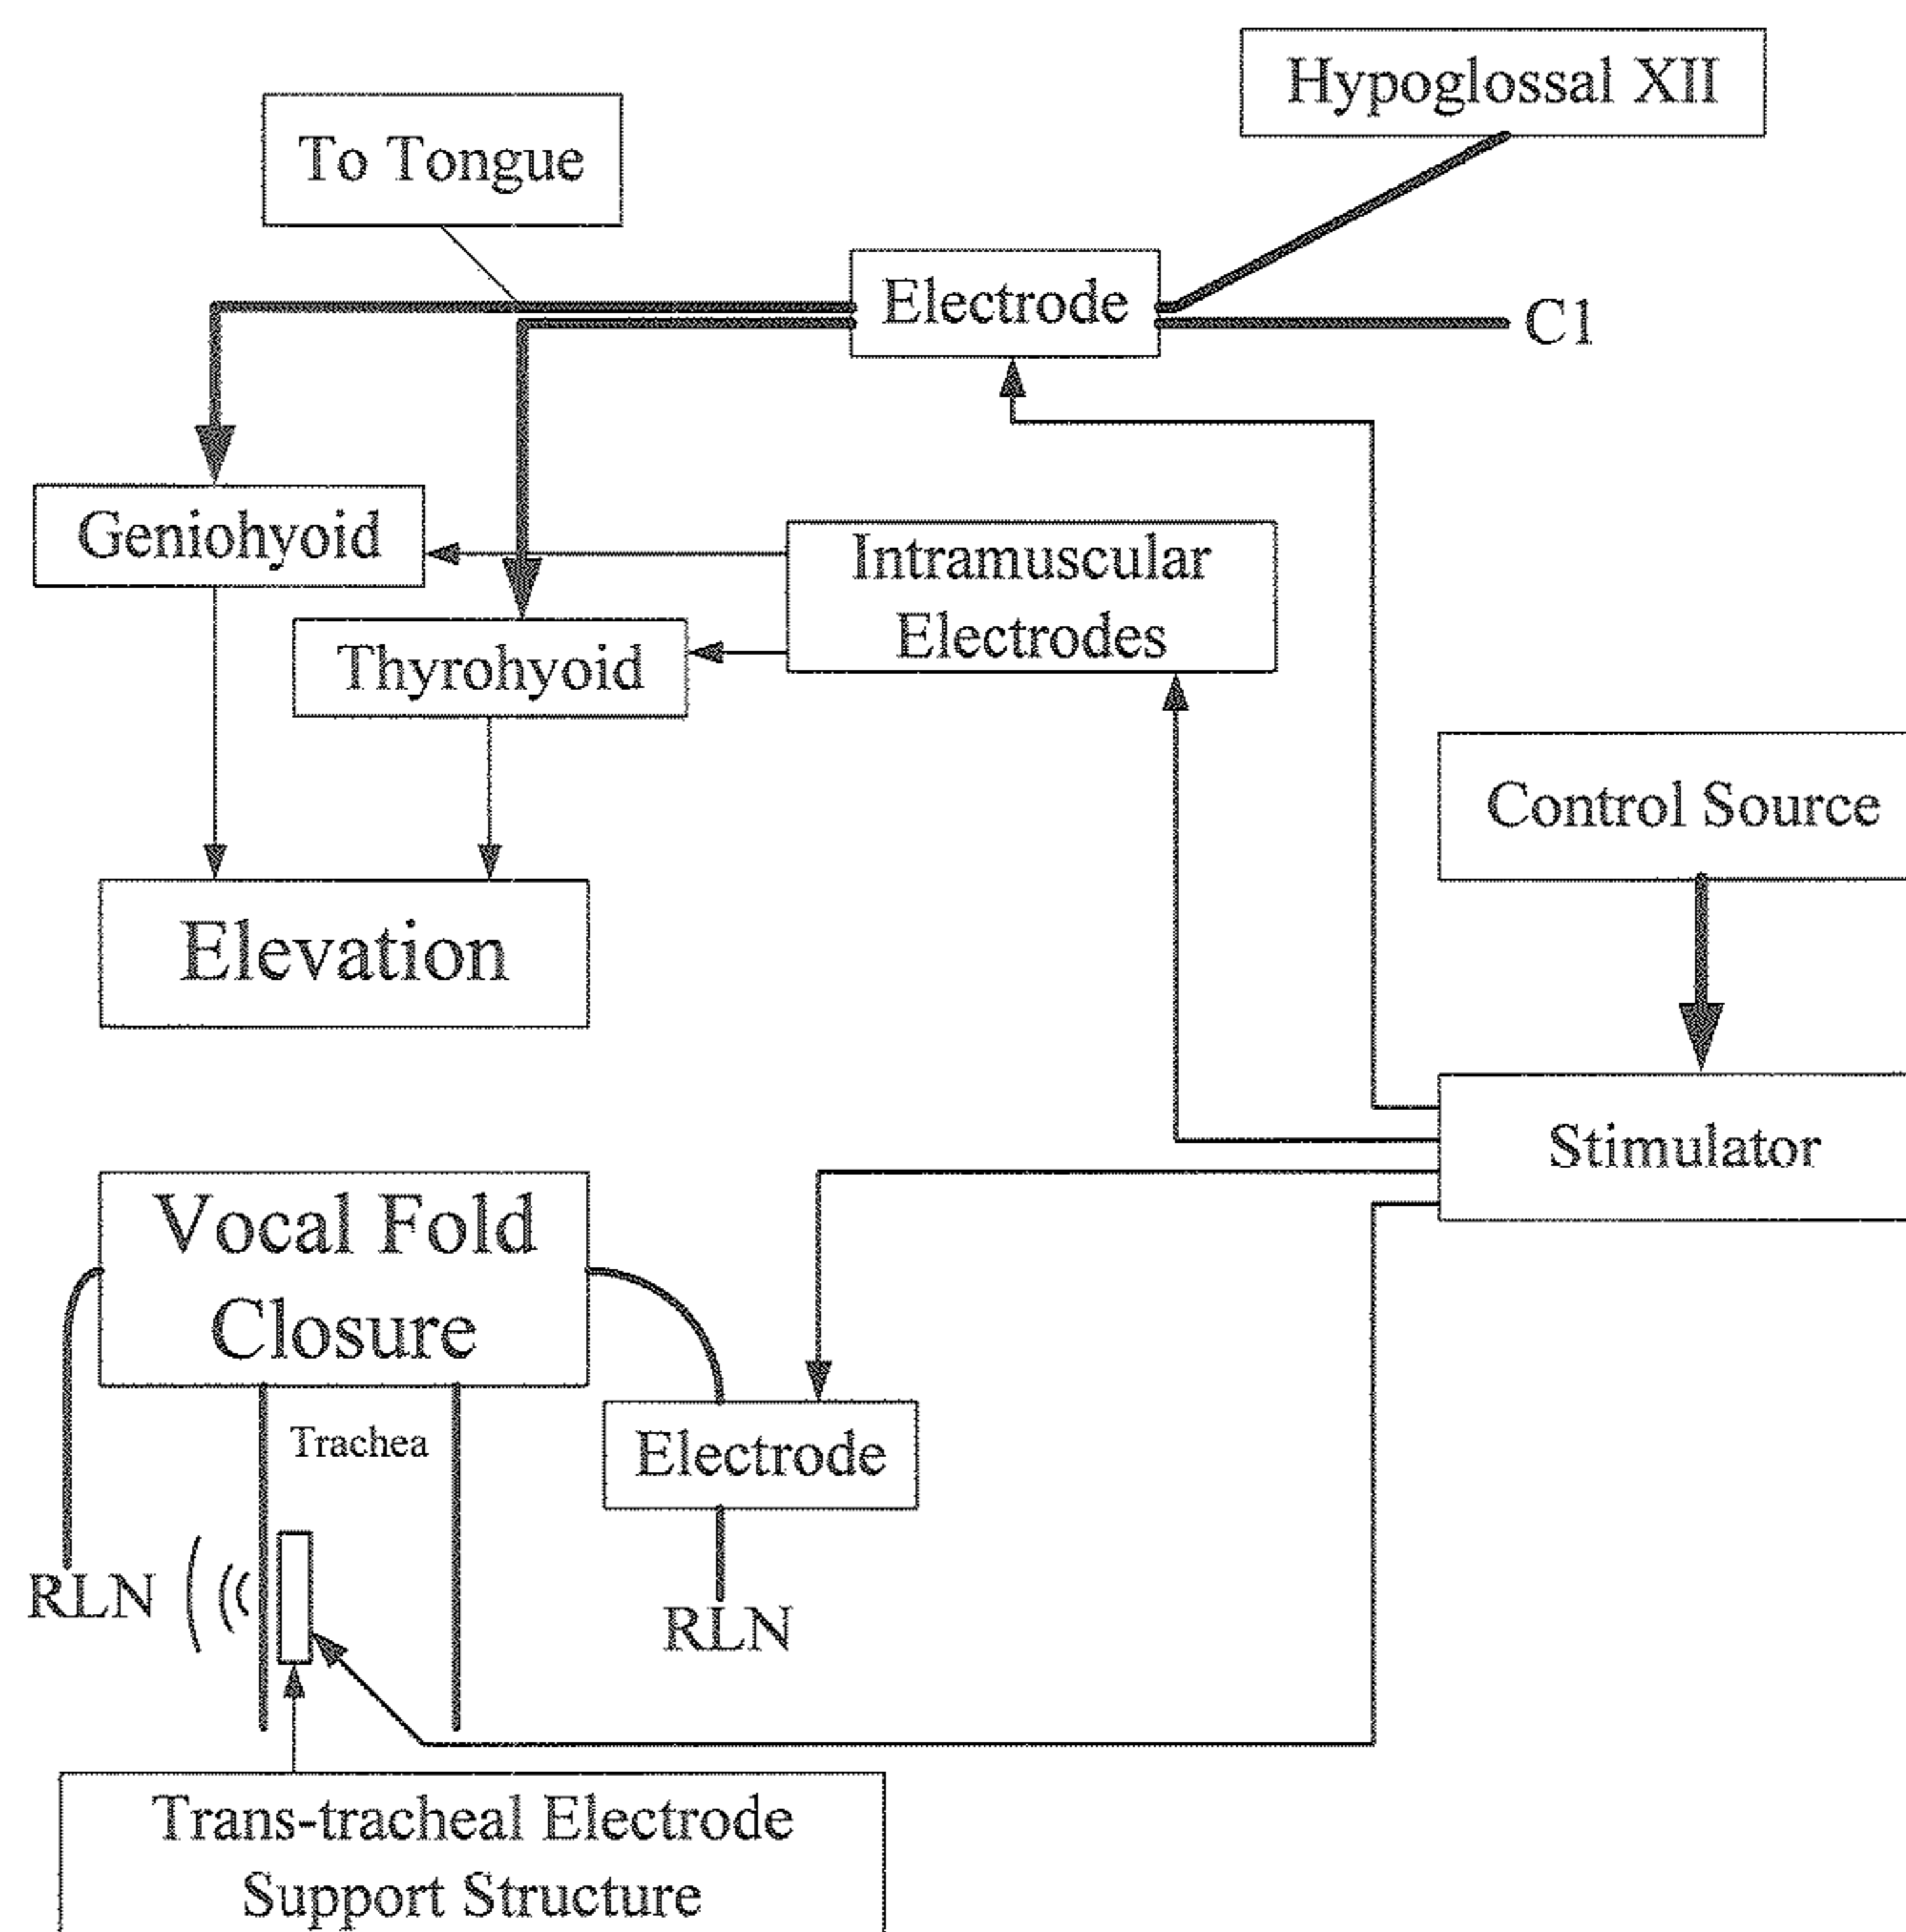 Hypoglossal XII
To Tongue
Electrode
C1
Geniohyoid
Intramuscular
Electrodes
Thyrohyoid
Control Source
Elevation
Stimulator
Vocal Fold
Closure
Trachea
Electrode
RLN
RLN
Trans-tracheal Electrode
Support Structure